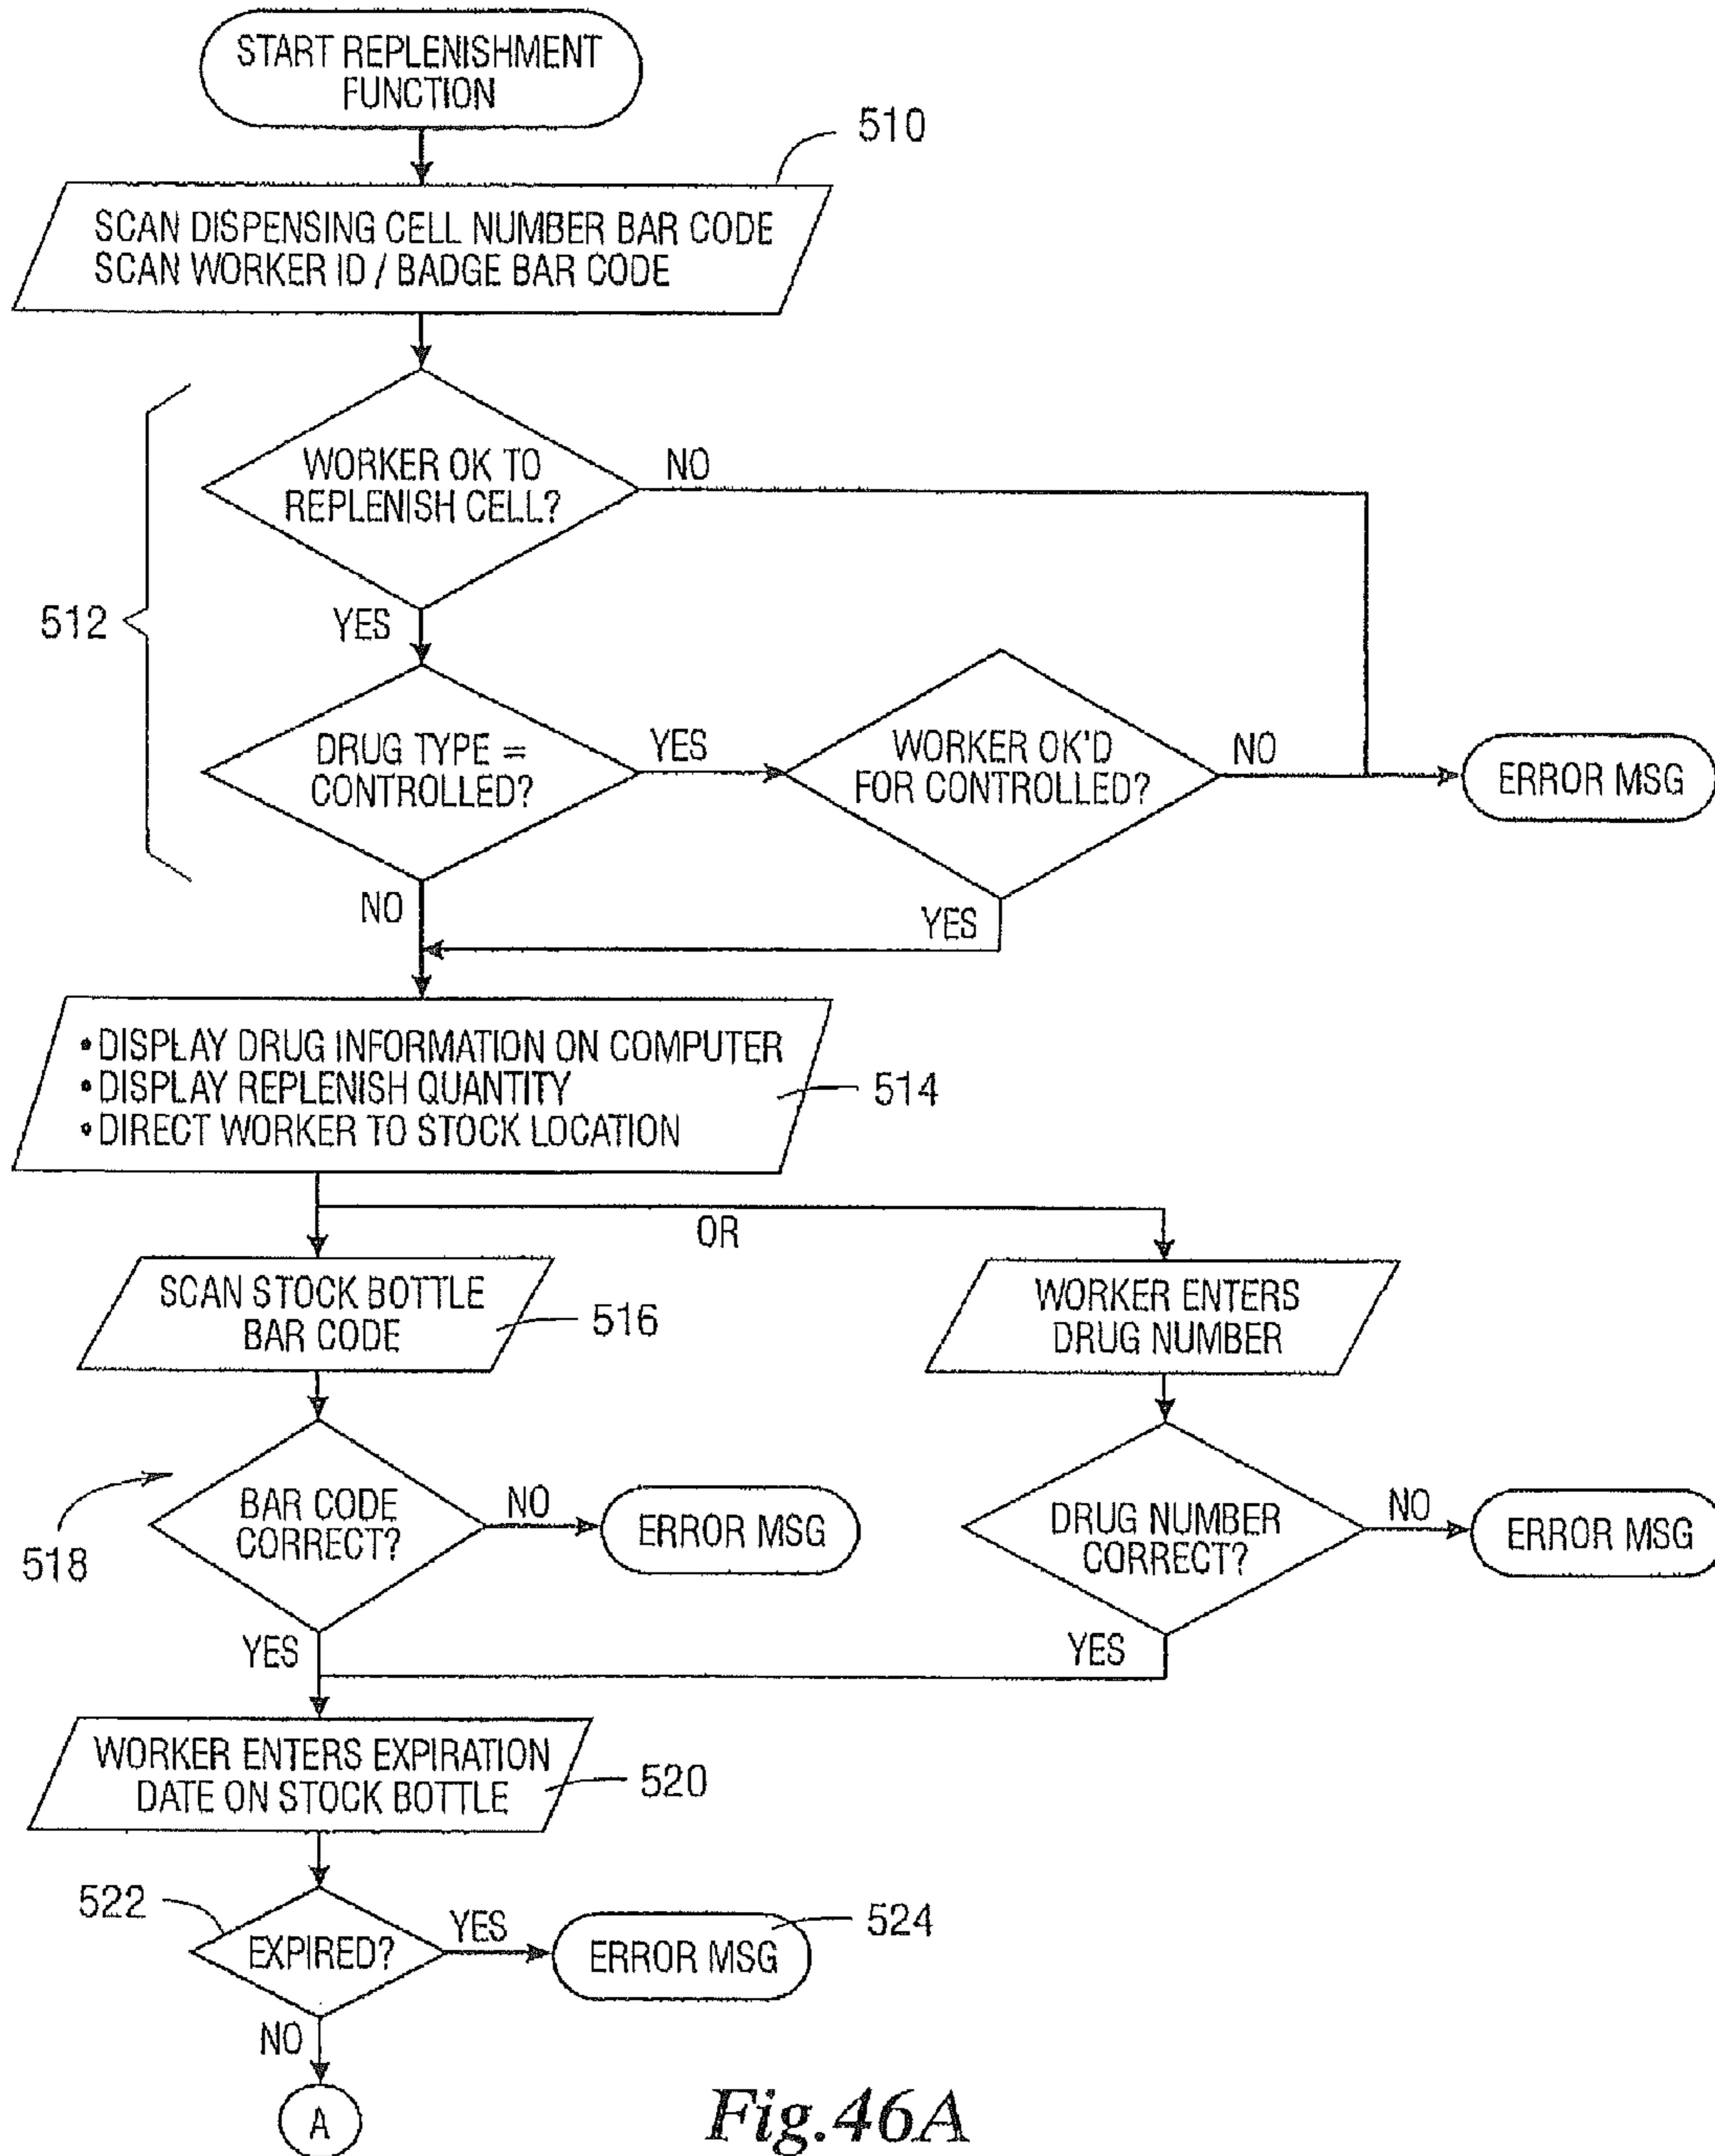 START REPLENISHMENT
FUNCTION
510
SCAN DISPENSING CELL NUMBER BAR CODE
SCAN WORKER ID / BADGE BAR CODE
512
WORKER OK TO
REPLENISH CELL?
NO
YES
DRUG TYPE =
CONTROLLED?
YES
WORKER OK'D
FOR CONTROLLED?
NO
ERROR MSG
NO
YES
• DISPLAY DRUG INFORMATION ON COMPUTER
• DISPLAY REPLENISH QUANTITY
• DIRECT WORKER TO STOCK LOCATION
514
OR
SCAN STOCK BOTTLE
BAR CODE
516
WORKER ENTERS
DRUG NUMBER
518
BAR CODE
CORRECT?
NO
ERROR MSG
DRUG NUMBER
CORRECT?
NO
ERROR MSG
YES
YES
WORKER ENTERS EXPIRATION
DATE ON STOCK BOTTLE
520
522
EXPIRED?
YES
ERROR MSG
524
NO
A
Fig.46A